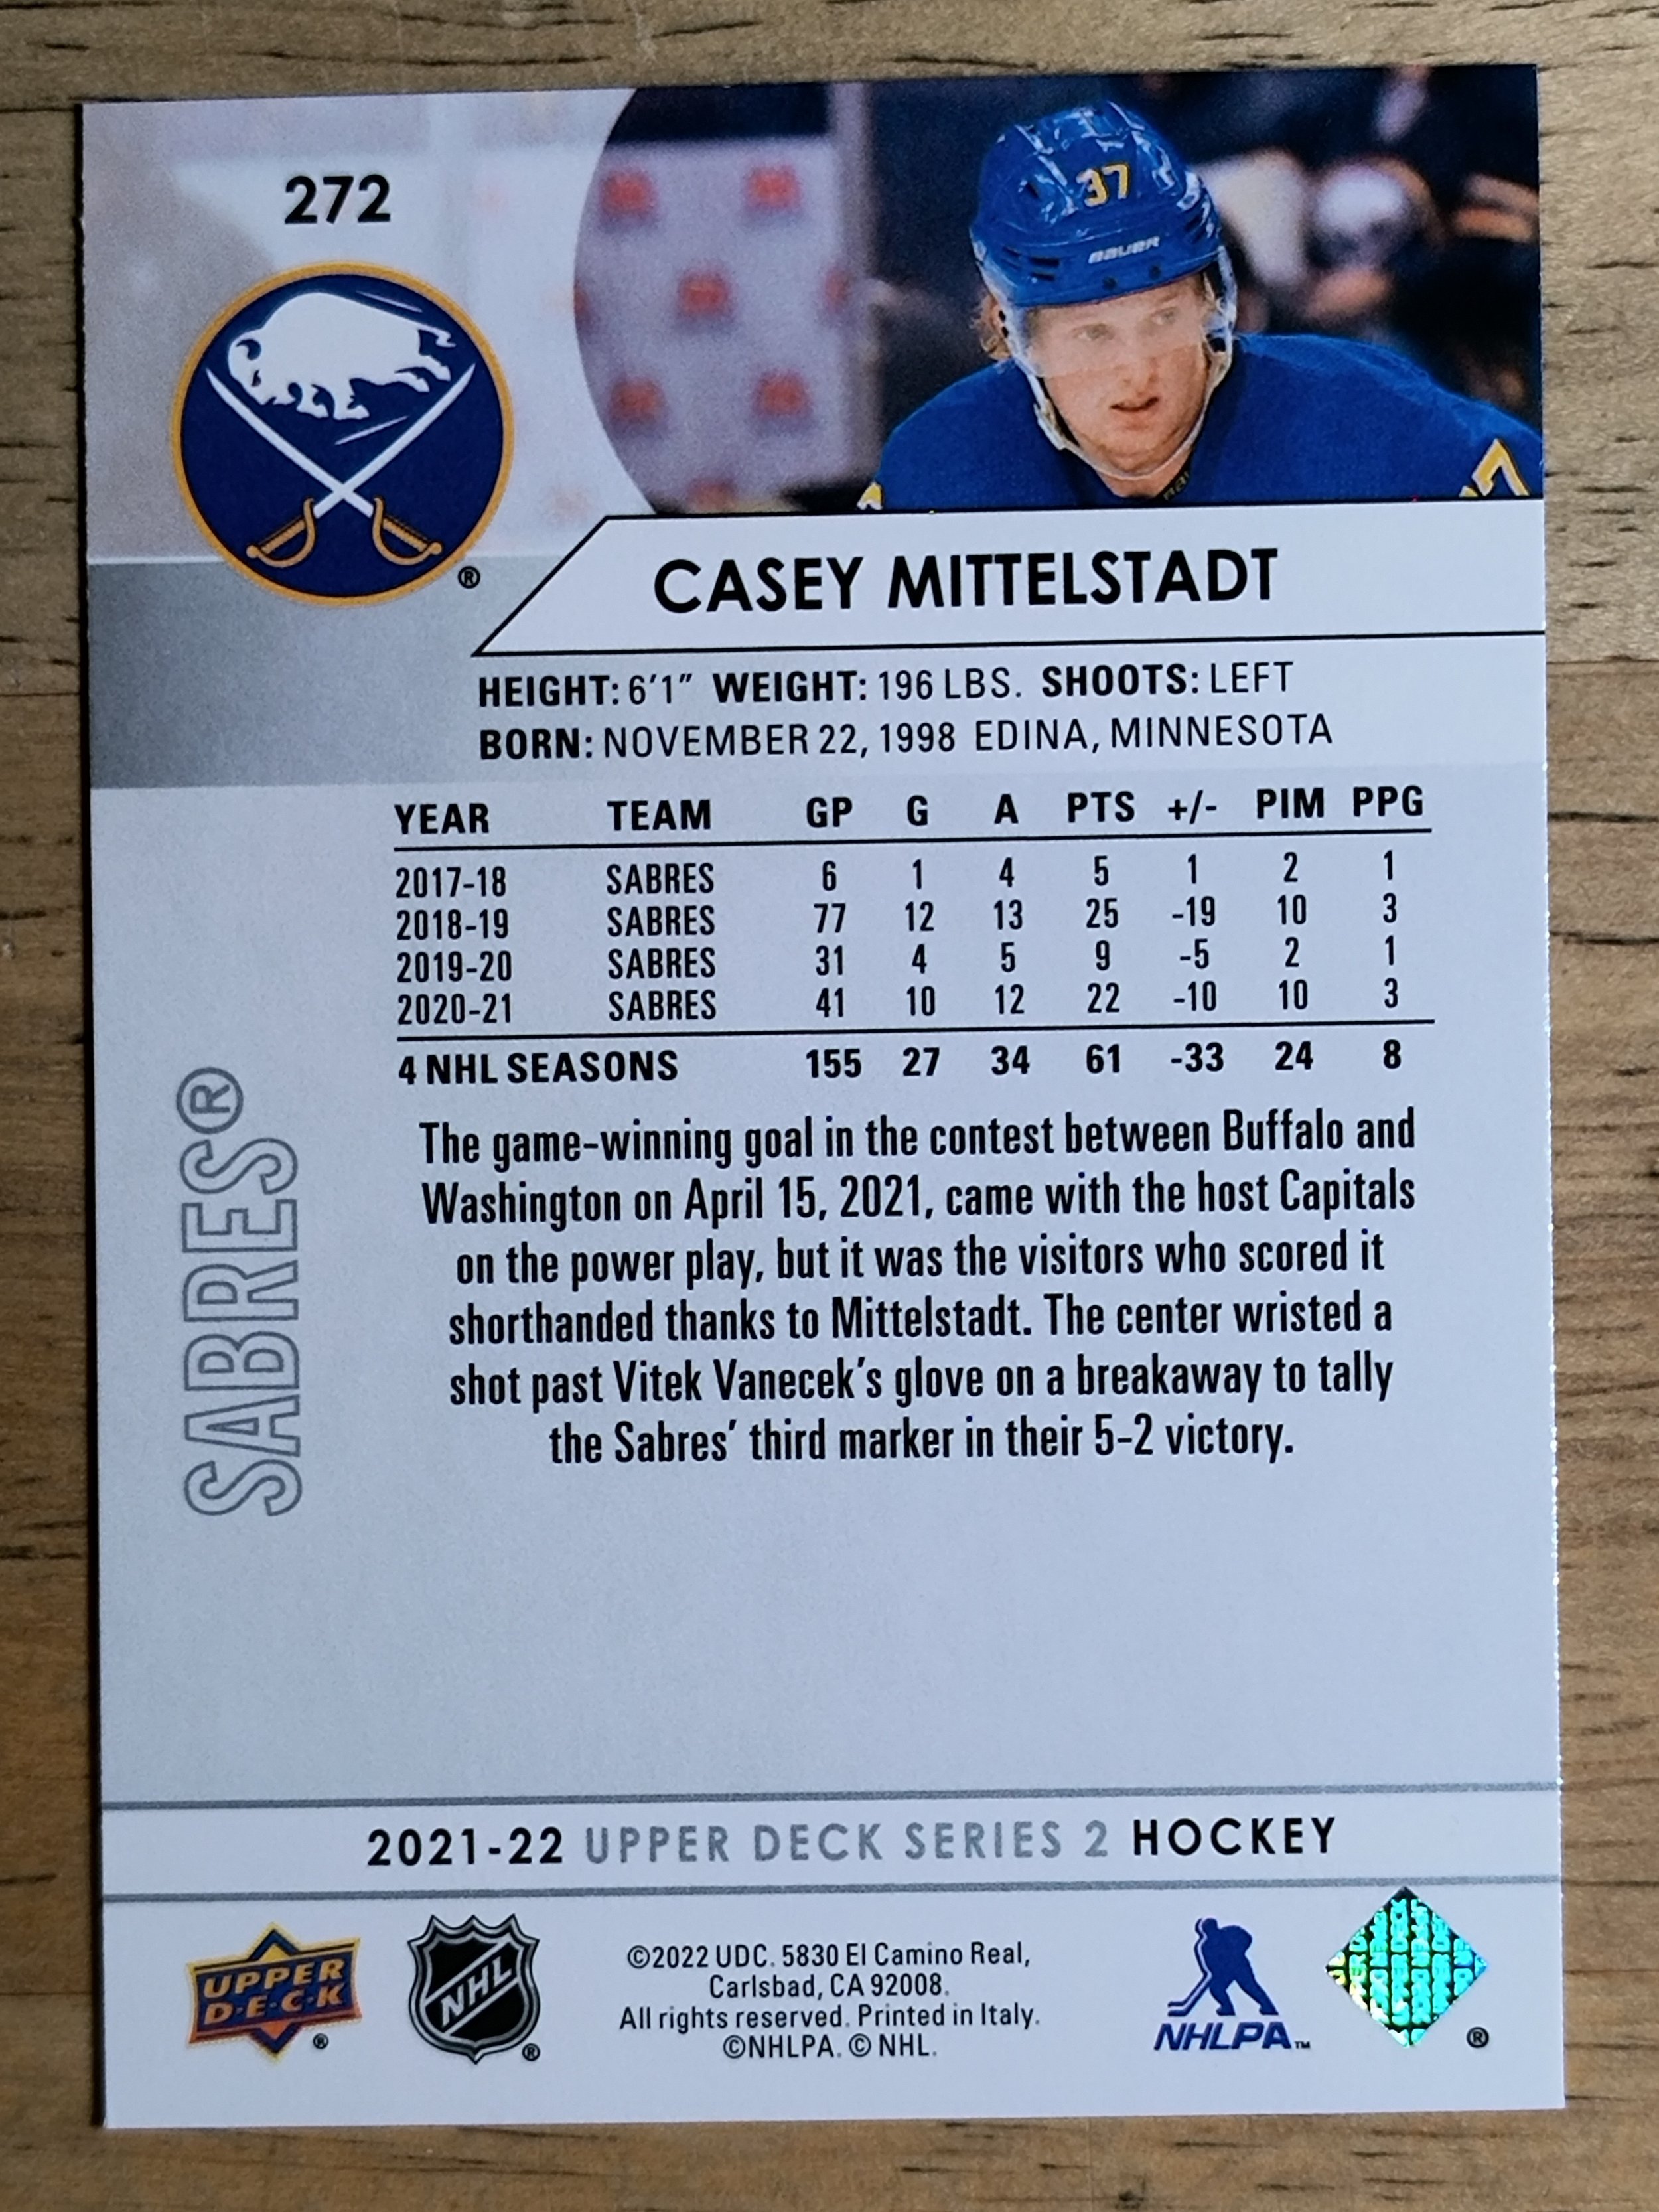 272
37
BAUER
®
CASEY MITTELSTADT
HEIGHT: 6'1" WEIGHT: 196 LBS. SHOOTS: LEFT
BORN: NOVEMBER 22, 1998 EDINA, MINNESOTA
YEAR TEAM GP G A PTS +/- PIM PPG
2017-18 SABRES 6 1 4 5 1 2 1
2018-19 SABRES 77 12 13 25 -19 10 3
2019-20 SABRES 31 4 5 9 -5 2 1
2020-21 SABRES 41 10 12 22 -10 10 3
4 NHL SEASONS 155 27 34 61 -33 24 8
SABRES®
The game-winning goal in the contest between Buffalo and
Washington on April 15, 2021, came with the host Capitals
on the power play, but it was the visitors who scored it
shorthanded thanks to Mittelstadt. The center wristed a
shot past Vitek Vanecek's glove on a breakaway to tally
the Sabres' third marker in their 5-2 victory.
2021-22 UPPER DECK SERIES 2 HOCKEY
UPPER
D·E·C·K
®
NHL
®
©2022 UDC. 5830 El Camino Real,
Carlsbad, CA 92008.
All rights reserved. Printed in Italy.
©NHLPA. © NHL.
NHLPA™
®